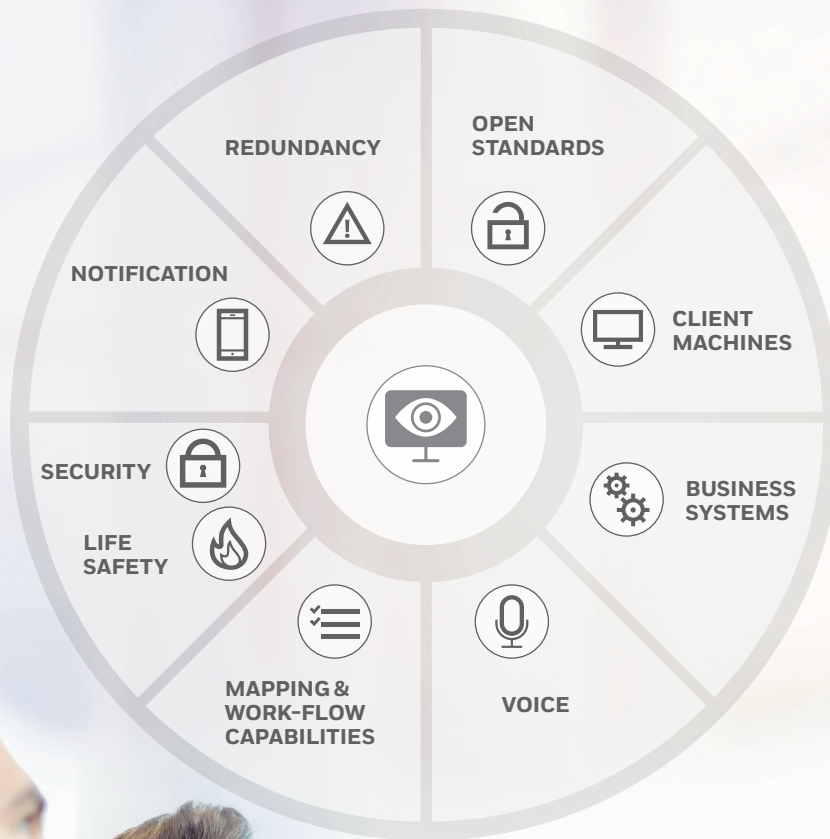 REDUNDANCY
OPEN
STANDARDS
NOTIFICATION
CLIENT
MACHINES
SECURITY
BUSINESS
SYSTEMS
LIFE
SAFETY
MAPPING &
WORK-FLOW
CAPABILITIES
VOICE